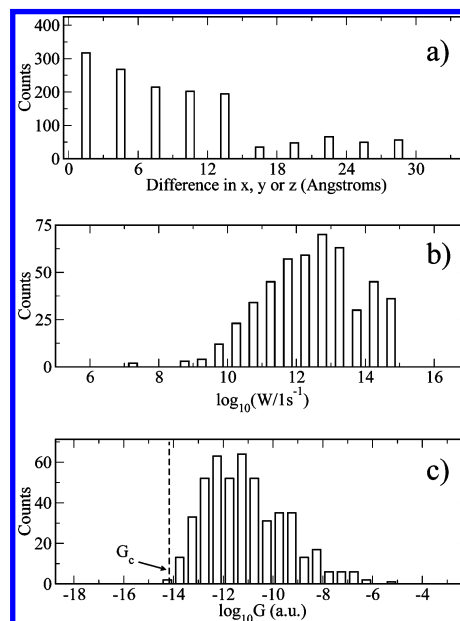 400
300
200
100
0
Counts
a)
0 6 12 18 24 30
Difference in x, y or z (Angstroms)
75
50
25
0
Counts
b)
6 8 10 12 14 16
log10(W/1s-1)
60
40
20
0
Counts
c)
Gc
-18 -16 -14 -12 -10 -8 -6 -4 -2
log10G (a.u.)